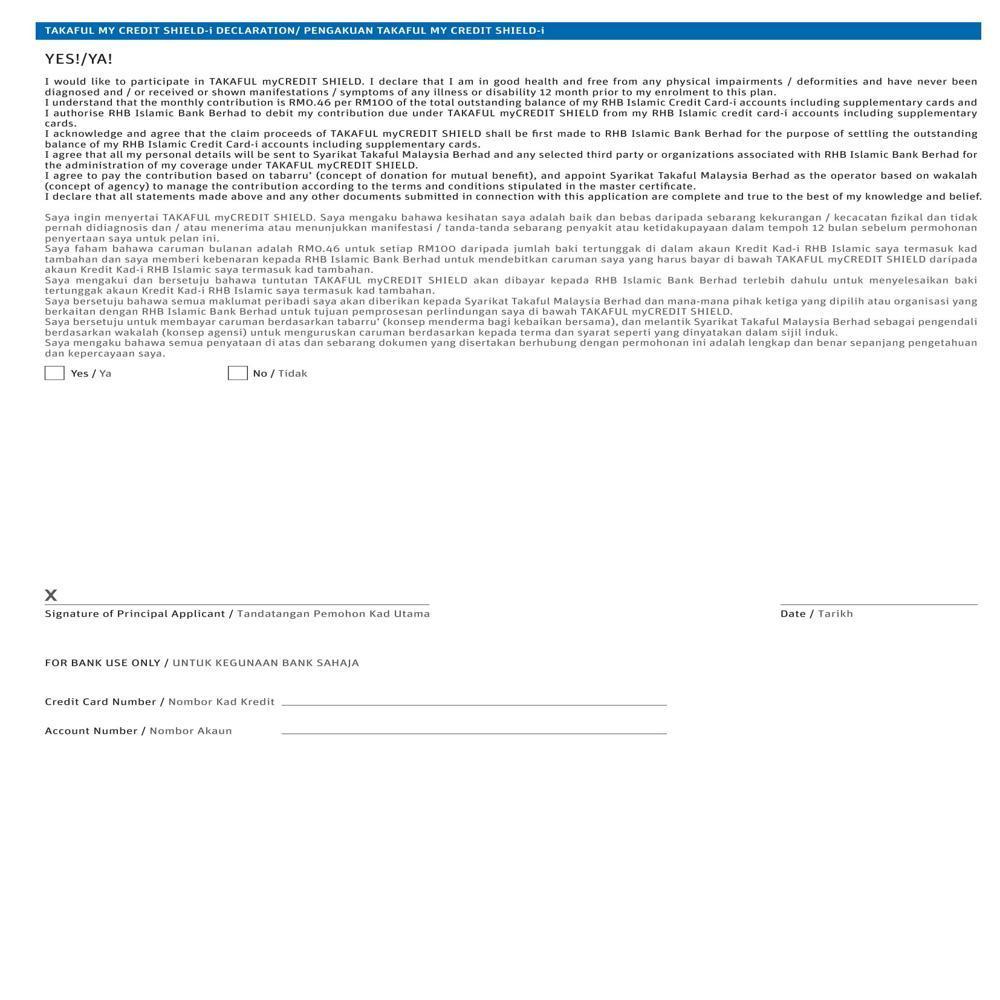 TAKAFUL MY CREDIT SHIELD-i DECLARATION/ PENGAKUAN TAKAFUL MY CREDIT SHIELD-i
YES!/YA!
I would like to participate in TAKAFUL myCREDIT SHIELD. I declare that I am in good health and free from any physical impairments / deformities and have never been
diagnosed and / or received or shown manifestations / symptoms of any illness or disability 12 month prior to my enrolment to this plan.
I understand that the monthly contribution is RM0.46 per RM100 of the total outstanding balance of my RHB Islamic Credit Card-i accounts including supplementary cards and
I authorise RHB Islamic Bank Berhad to debit my contribution due under TAKAFUL myCREDIT SHIELD from my RHB Islamic credit card-i accounts including supplementary
cards.
I acknowledge and agree that the claim proceeds of TAKAFUL myCREDIT SHIELD shall be first made to RHB Islamic Bank Berhad for the purpose of settling the outstanding
balance of my RHB Islamic Credit Card-i accounts including supplementary cards.
I agree that all my personal details will be sent to Syarikat Takaful Malaysia Berhad and any selected third party or organizations associated with RHB Islamic Bank Berhad for
the administration of my coverage under TAKAFUL myCREDIT SHIELD.
I agree to pay the contribution based on tabarru' (concept of donation for mutual benefit), and appoint Syarikat Takaful Malaysia Berhad as the operator based on wakalah
(concept of agency) to manage the contribution according to the terms and conditions stipulated in the master certificate.
I declare that all statements made above and any other documents submitted in connection with this application are complete and true to the best of my knowledge and belief.
Saya ingin menyertai TAKAFUL myCREDIT SHIELD. Saya mengaku bahawa kesihatan saya adalah baik dan bebas daripada sebarang kekurangan / kecacatan fizikal dan tidak
pernah didiagnosis dan / atau menerima atau menunjukkan manifestasi / tanda-tanda sebarang penyakit atau ketidakupayaan dalam tempoh 12 bulan sebelum permohonan
penyertaan saya untuk pelan ini.
Saya faham bahawa caruman bulanan adalah RM0.46 untuk setiap RM100 daripada jumlah baki tertunggak di dalam akaun Kredit Kad-i RHB Islamic saya termasuk kad
tambahan dan saya memberi kebenaran kepada RHB Islamic Bank Berhad untuk mendebitkan caruman saya yang harus bayar di bawah TAKAFUL myCREDIT SHIELD daripada
akaun Kredit Kad-i RHB Islamic saya termasuk kad tambahan.
Saya mengakui dan bersetuju bahawa tuntutan TAKAFUL myCREDIT SHIELD akan dibayar kepada RHB Islamic Bank Berhad terlebih dahulu untuk menyelesaikan baki
tertunggak akaun Kredit Kad-i RHB Islamic saya termasuk kad tambahan.
Saya bersetuju bahawa semua maklumat peribadi saya akan diberikan kepada Syarikat Takaful Malaysia Berhad dan mana-mana pihak ketiga yang dipilih atau organisasi yang
berkaitan dengan RHB Islamic Bank Berhad untuk tujuan pemprosesan perlindungan saya di bawah TAKAFUL myCREDIT SHIELD.
Saya bersetuju untuk membayar caruman berdasarkan tabarru' (konsep menderma bagi kebaikan bersama), dan melantik Syarikat Takaful Malaysia Berhad sebagai pengendali
berdasarkan wakalah (konsep agensi) untuk menguruskan caruman berdasarkan kepada terma dan syarat seperti yang dinyatakan dalam sijil induk.
Saya mengaku bahawa semua penyataan di atas dan sebarang dokumen yang disertakan berhubung dengan permohonan ini adalah lengkap dan benar sepanjang pengetahuan
dan kepercayaan saya.
Yes / Ya No / Tidak
X
Signature of Principal Applicant / Tandatangan Pemohon Kad Utama Date / Tarikh
FOR BANK USE ONLY / UNTUK KEGUNAAN BANK SAHAJA
Credit Card Number / Nombor Kad Kredit
Account Number / Nombor Akaun